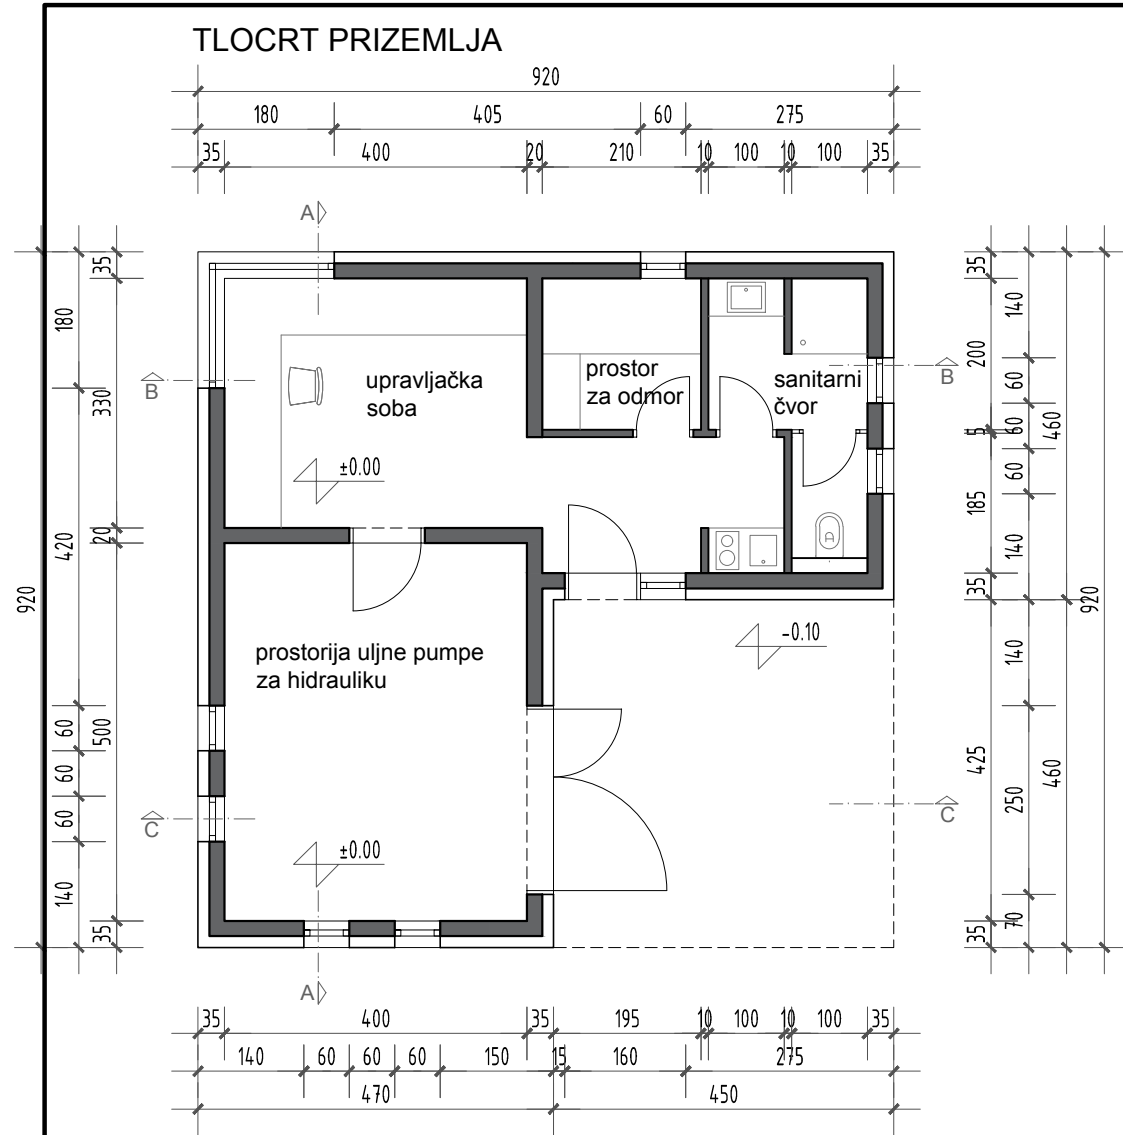 TLOCRT PRIZEMLJA
920
180 405 60 275
35 400 20 210 10 100 10 100 35
A
35
180
330
20
420
920
60
500
60
60
140
35
35
140
200
60
460
5
60
60
185
140
35
920
140
425
460
250
70
35
B
B
upravljačka
soba
prostor
za odmor
sanitarni
čvor
±0.00
prostorija uljne pumpe
za hidrauliku
-0.10
C
C
±0.00
A
35 400 35 195 10 100 10 100 35
140 60 60 60 150 15 160 275
470 450